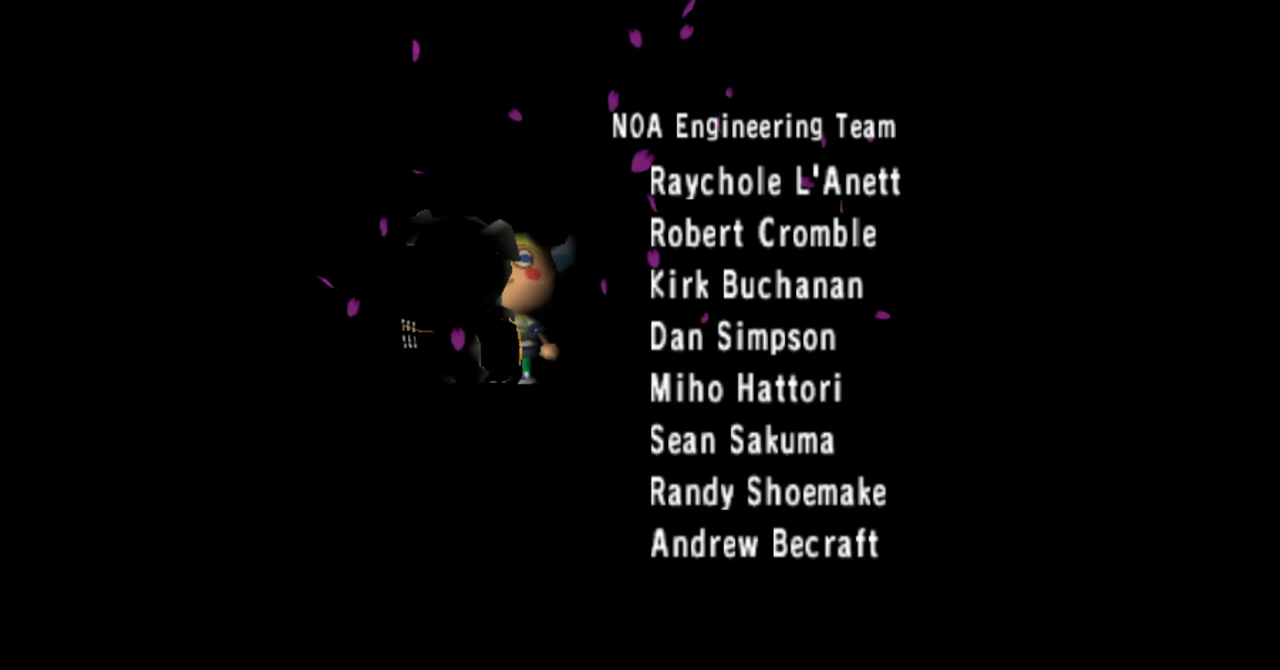 NOA Engineering Team
Raychole L'Anett
Robert Cromble
Kirk Buchanan
Dan Simpson
Miho Hattori
Sean Sakuma
Randy Shoemake
Andrew Becraft